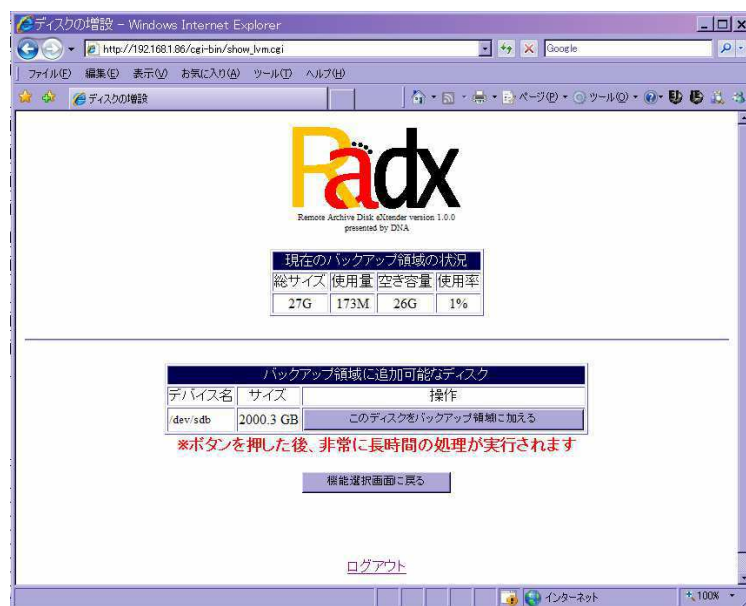 ディスクの増設 - Windows Internet Explorer
http://192.168.1.86/cgi-bin/show_lvm.cgi
Google
ファイル(F) 編集(E) 表示(V) お気に入り(A) ツール(T) ヘルプ(H)
ディスクの増設
ページ(P) ツール(O)
Radx
Remote Archive Disk eXtender version 1.0.0
presented by DNA
現在のバックアップ領域の状況
総サイズ 使用量 空き容量 使用率
27G 173M 26G 1%
バックアップ領域に追加可能なディスク
デバイス名 サイズ 操作
/dev/sdb 2000.3 GB このディスクをバックアップ領域に加える
※ボタンを押した後、非常に長時間の処理が実行されます
機能選択画面に戻る
ログアウト
インターネット 100%